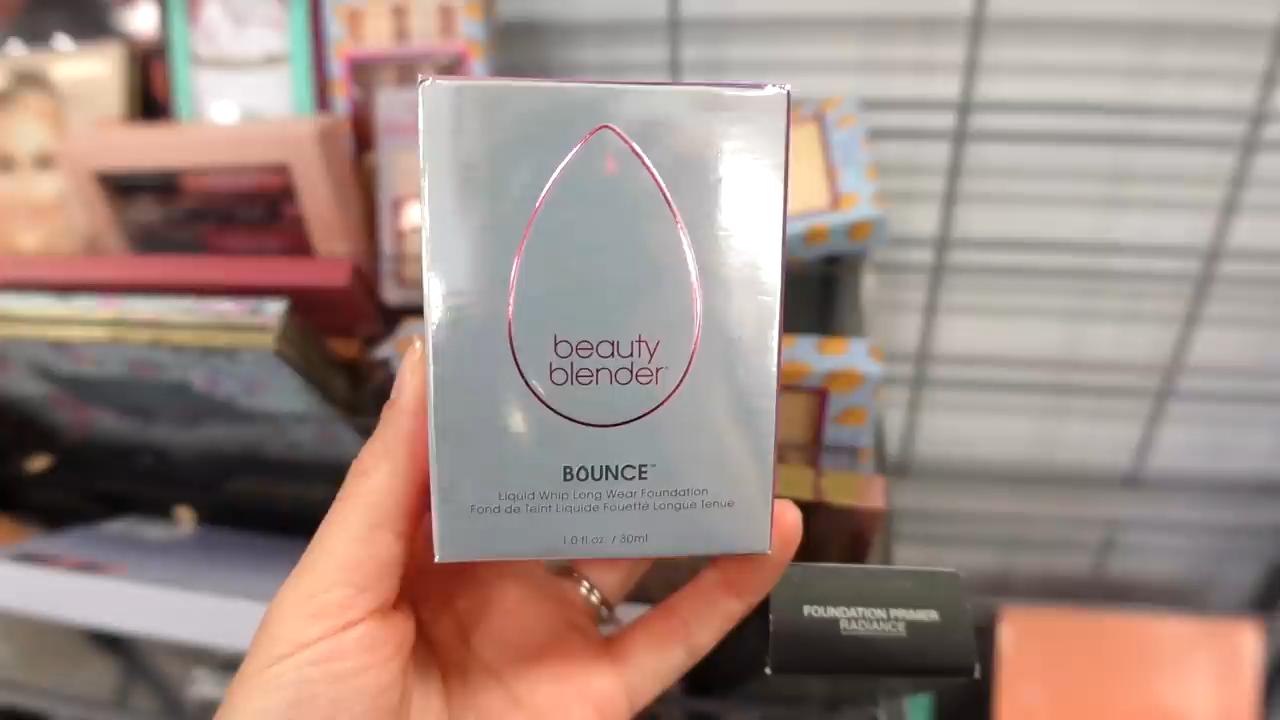 beauty
blender
BOUNCE™
Liquid Whip Long Wear Foundation
Fond de Teint Liquide Fouetté Longue Tenue
1.0 fl oz. / 30ml
FOUNDATION PRIMER
RADIANCE